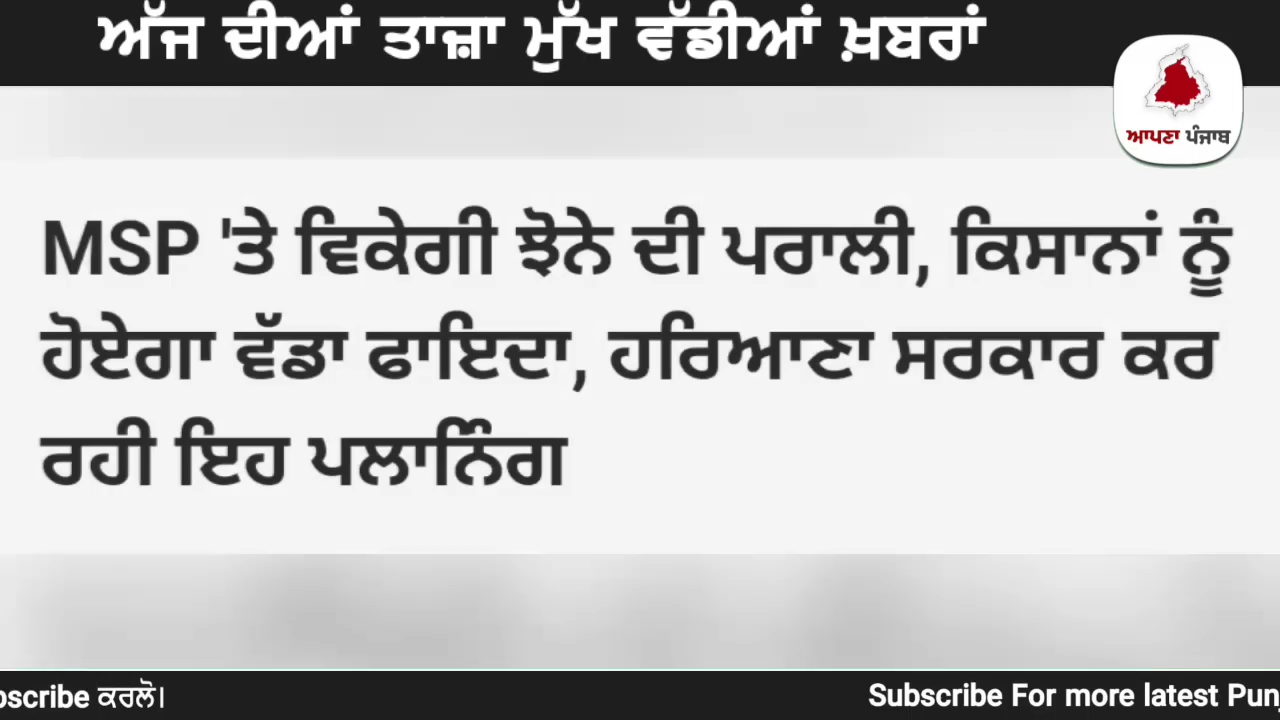 ਅੱਜ ਦੀਆਂ ਤਾਜ਼ਾ ਮੁੱਖ ਵੱਡੀਆਂ ਖ਼ਬਰਾਂ
ਆਪਣਾ ਪੰਜਾਬ
MSP 'ਤੇ ਵਿਕੇਗੀ ਝੋਨੇ ਦੀ ਪਰਾਲੀ, ਕਿਸਾਨਾਂ ਨੂੰ
ਹੋਏਗਾ ਵੱਡਾ ਫਾਇਦਾ, ਹਰਿਆਣਾ ਸਰਕਾਰ ਕਰ
ਰਹੀ ਇਹ ਪਲਾਨਿੰਗ
bscribe ਕਰਲੋ। Subscribe For more latest Pun